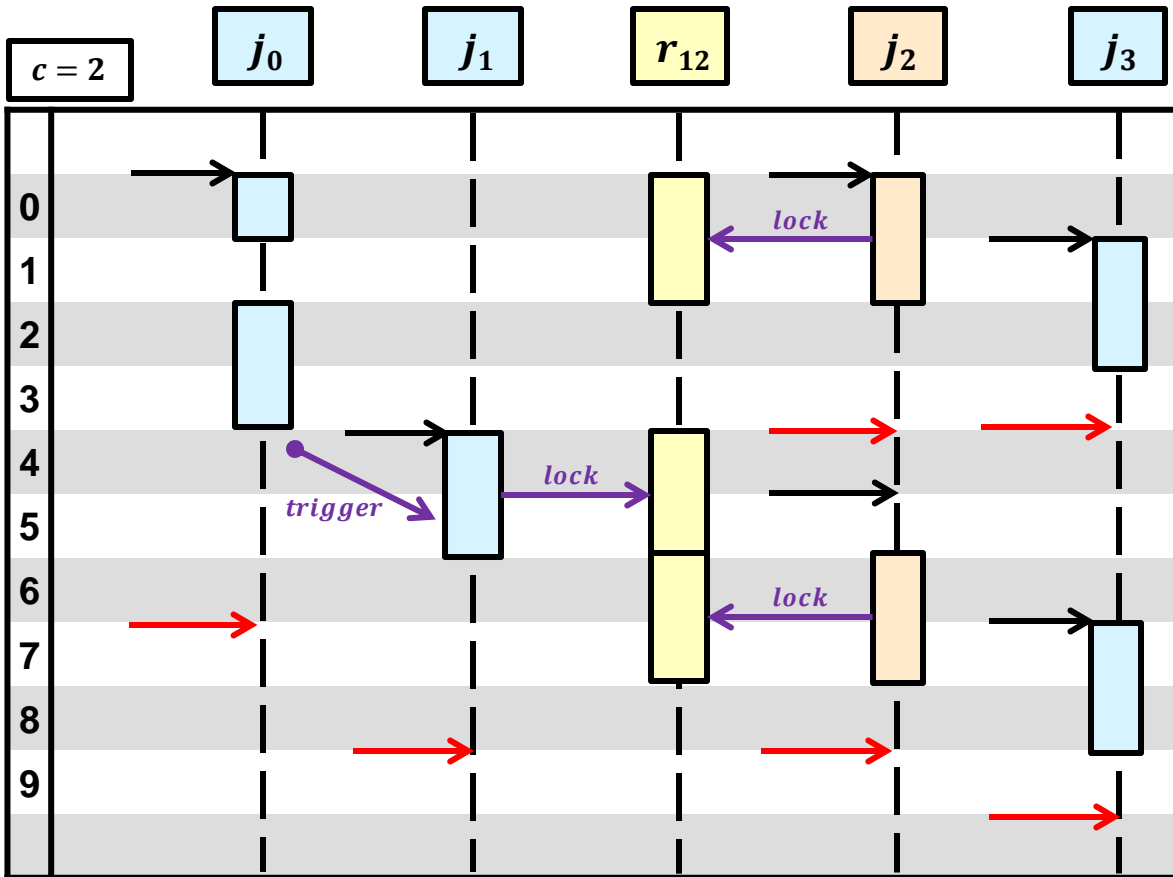 c = 2
j₀
j₁
r₁₂
j₂
j₃
0
lock
1
2
3
4
lock
trigger
5
6
lock
7
8
9